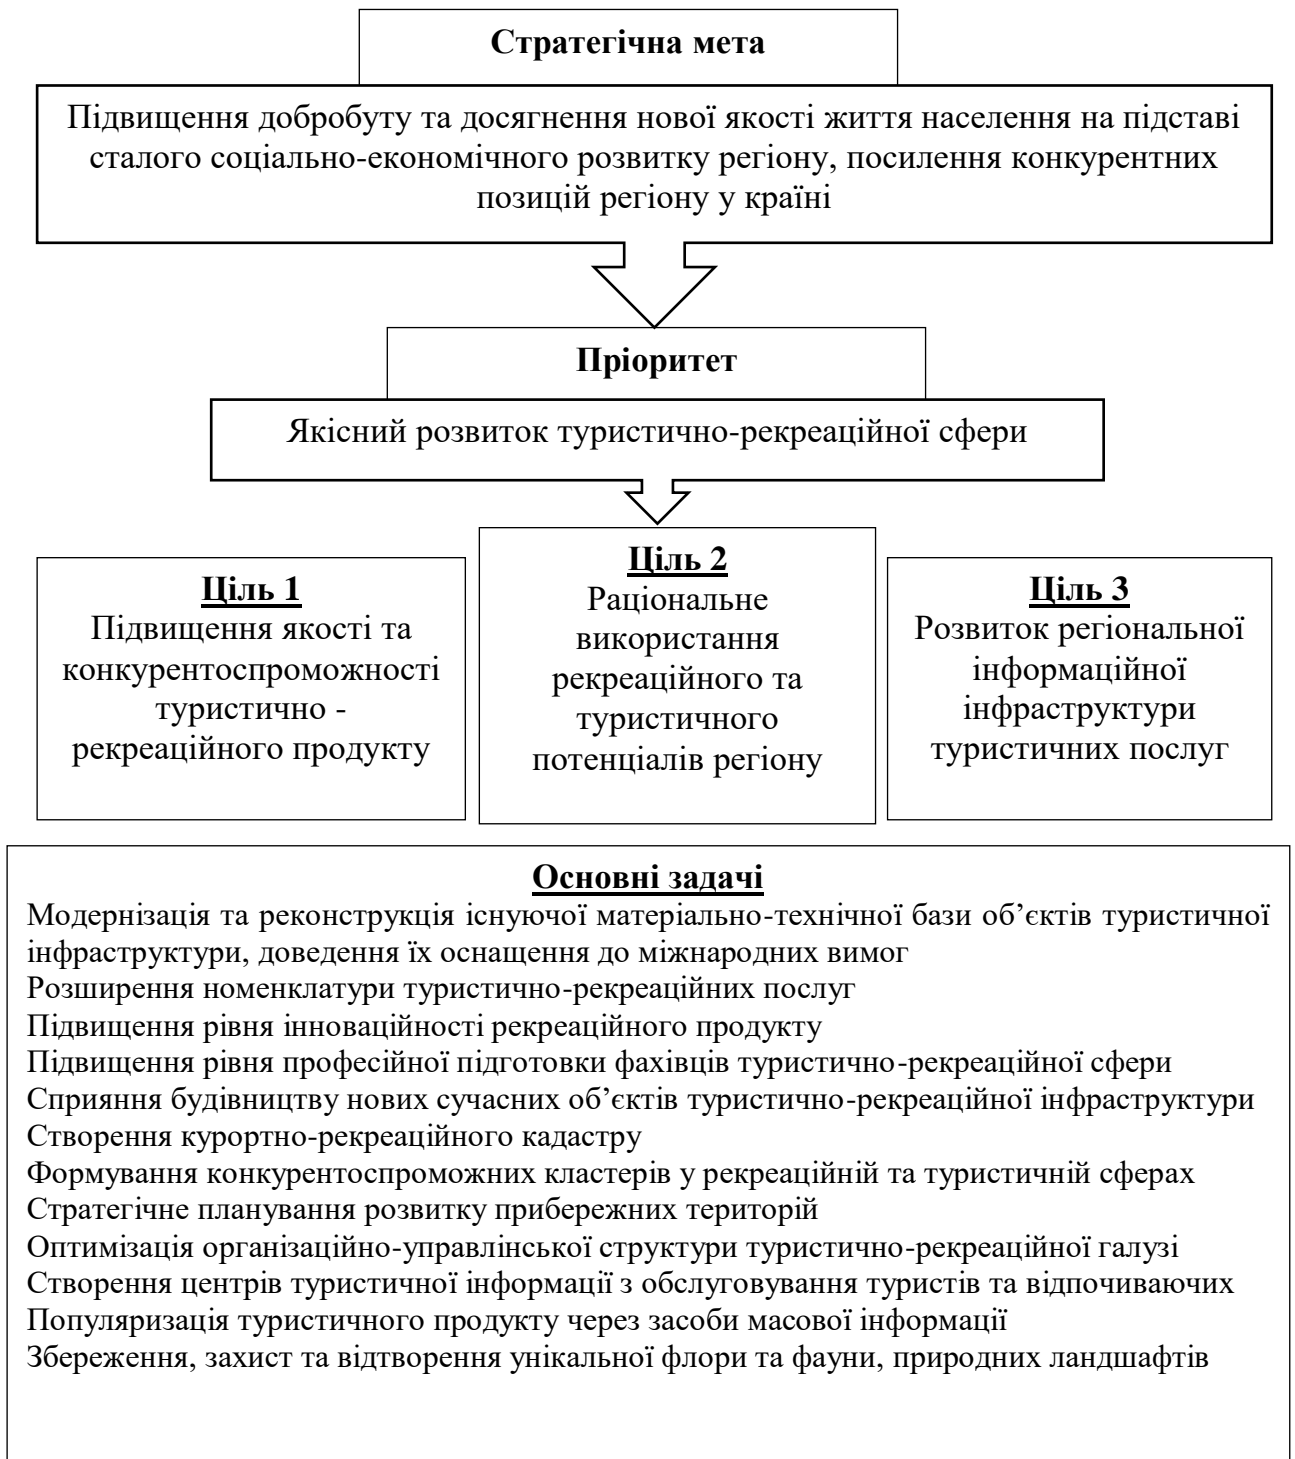 Стратегічна мета
Підвищення добробуту та досягнення нової якості життя населення на підставі
сталого соціально-економічного розвитку регіону, посилення конкурентних
позицій регіону у країні
Пріоритет
Якісний розвиток туристично-рекреаційної сфери
Ціль 1
Підвищення якості та
конкурентоспроможності
туристично -
рекреаційного продукту
Ціль 2
Раціональне
використання
рекреаційного та
туристичного
потенціалів регіону
Ціль 3
Розвиток регіональної
інформаційної
інфраструктури
туристичних послуг
Основні задачі
Модернізація та реконструкція існуючої матеріально-технічної бази об’єктів туристичної
інфраструктури, доведення їх оснащення до міжнародних вимог
Розширення номенклатури туристично-рекреаційних послуг
Підвищення рівня інноваційності рекреаційного продукту
Підвищення рівня професійної підготовки фахівців туристично-рекреаційної сфери
Сприяння будівництву нових сучасних об’єктів туристично-рекреаційної інфраструктури
Створення курортно-рекреаційного кадастру
Формування конкурентоспроможних кластерів у рекреаційній та туристичній сферах
Стратегічне планування розвитку прибережних територій
Оптимізація організаційно-управлінської структури туристично-рекреаційної галузі
Створення центрів туристичної інформації з обслуговування туристів та відпочиваючих
Популяризація туристичного продукту через засоби масової інформації
Збереження, захист та відтворення унікальної флори та фауни, природних ландшафтів